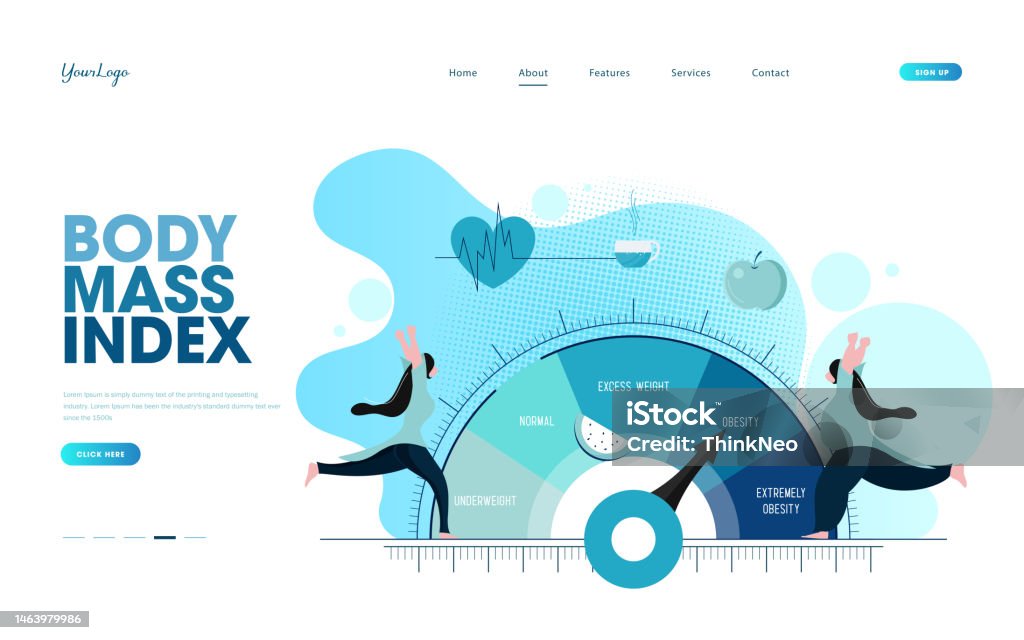 YourLogo
Home About Features Services Contact
SIGN UP
BODY
MASS
INDEX
Lorem Ipsum is simply dummy text of the printing and typesetting
industry. Lorem Ipsum has been the industry's standard dummy text ever
since the 1500s
CLICK HERE
UNDERWEIGHT
NORMAL
EXCESS WEIGHT
OBESITY
EXTREMELY
OBESITY
iStock™
Credit: ThinkNeo
1463979986